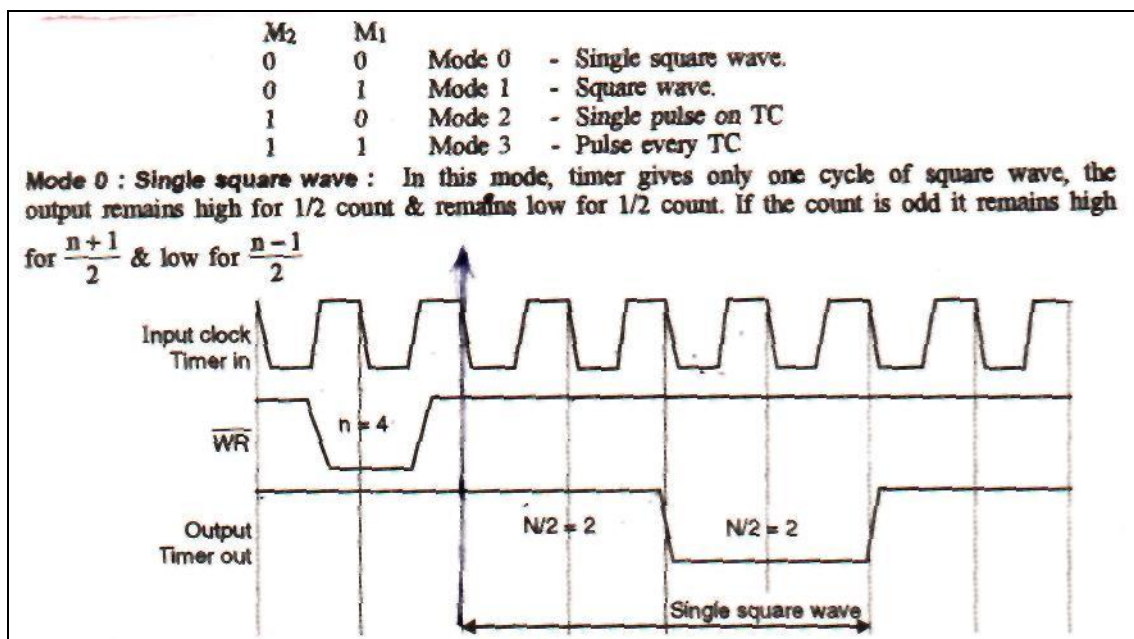 M2 M1
0 0 Mode 0 - Single square wave.
0 1 Mode 1 - Square wave.
1 0 Mode 2 - Single pulse on TC
1 1 Mode 3 - Pulse every TC
Mode 0 : Single square wave : In this mode, timer gives only one cycle of square wave, the
output remains high for 1/2 count & remains low for 1/2 count. If the count is odd it remains high
for (n + 1)/2 & low for (n − 1)/2
Input clock
Timer in
n = 4
W̅R̅
N/2 = 2 N/2 = 2
Output
Timer out
Single square wave